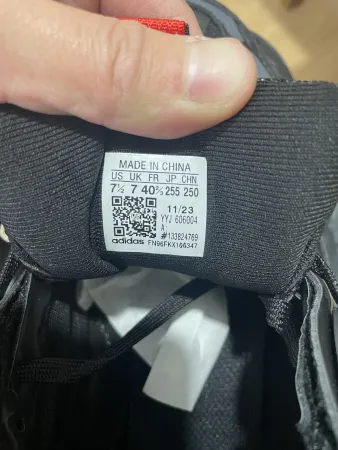 MADE IN CHINA
US UK FR JP CHN
7½ 7 40⅔ 255 250
11/23
YYJ 606004
A:
#133824769
adidas FN96FKX166347